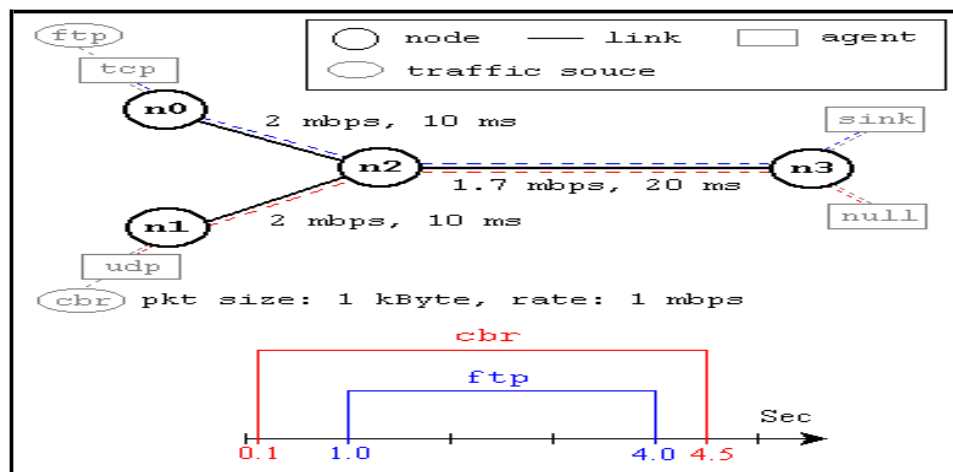 ftp
node link agent
traffic souce
tcp
n0
2 mbps, 10 ms
sink
n2
n3
1.7 mbps, 20 ms
n1
2 mbps, 10 ms
null
udp
cbr pkt size: 1 kByte, rate: 1 mbps
cbr
ftp
Sec
0.1 1.0 4.0 4.5